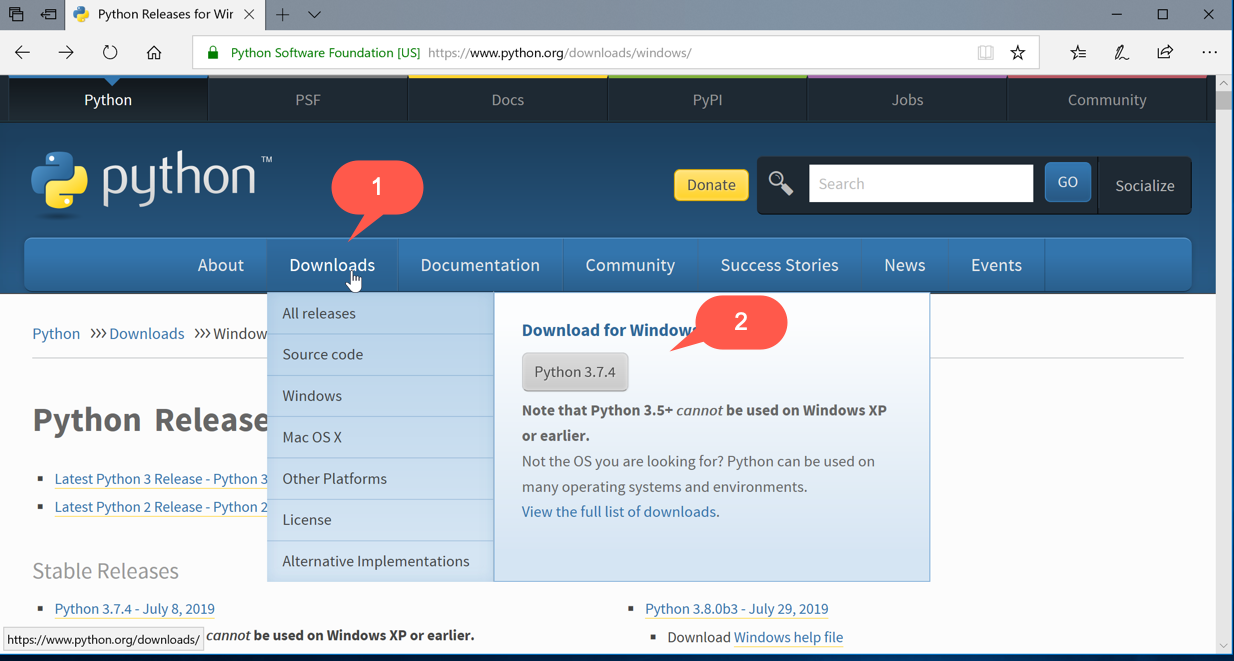 Python Releases for Wir
Python Software Foundation [US] https://www.python.org/downloads/windows/
Python PSF Docs PyPI Jobs Community
python™
1
Donate
Search
GO
Socialize
About Downloads Documentation Community Success Stories News Events
All releases
Source code
Windows
Mac OS X
Other Platforms
License
Alternative Implementations
Download for Windows
2
Python 3.7.4
Note that Python 3.5+ cannot be used on Windows XP
or earlier.
Not the OS you are looking for? Python can be used on
many operating systems and environments.
View the full list of downloads.
Python >>> Downloads >>> Window
Python Release
Latest Python 3 Release - Python 3
Latest Python 2 Release - Python 2
Stable Releases
Python 3.7.4 - July 8, 2019
cannot be used on Windows XP or earlier.
Python 3.8.0b3 - July 29, 2019
Download Windows help file
https://www.python.org/downloads/